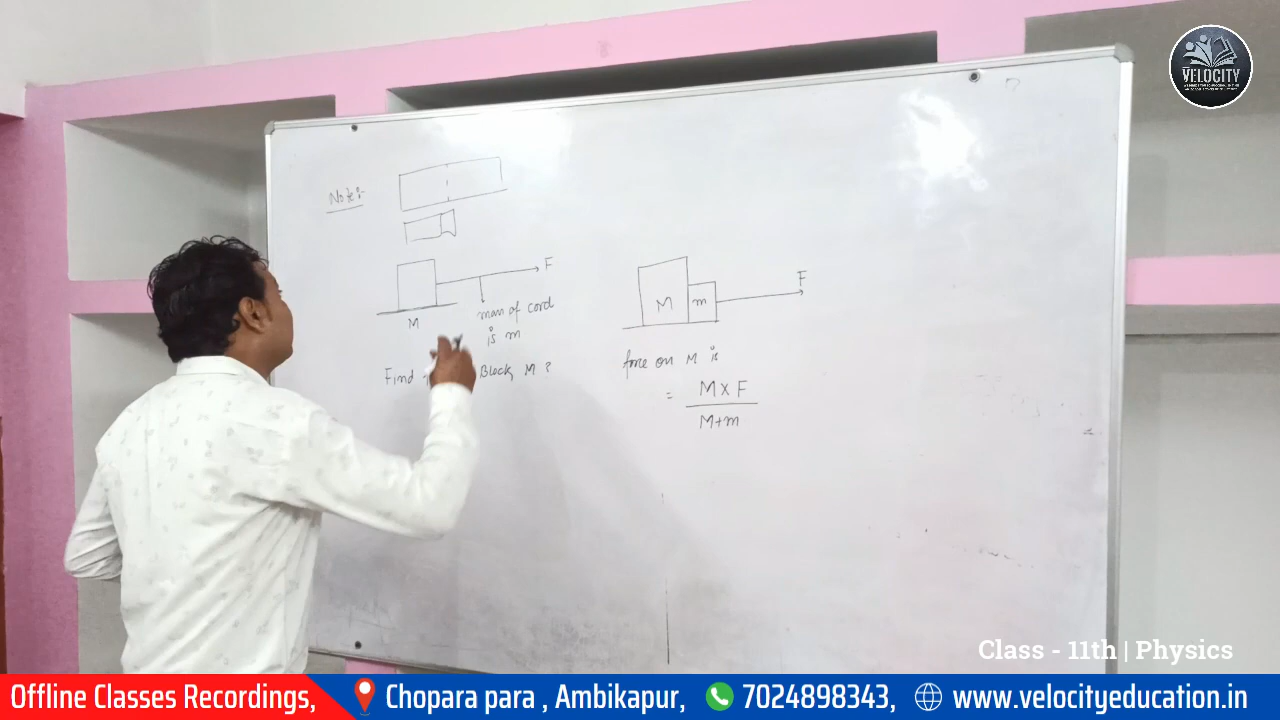 VELOCITY
Note:-
F
mass of cord
is m
M
Find Block M ?
M m
F
force on M is
= M x F
M+m
Class - 11th | Physics
Offline Classes Recordings, Chopara para , Ambikapur, 7024898343, www.velocityeducation.in